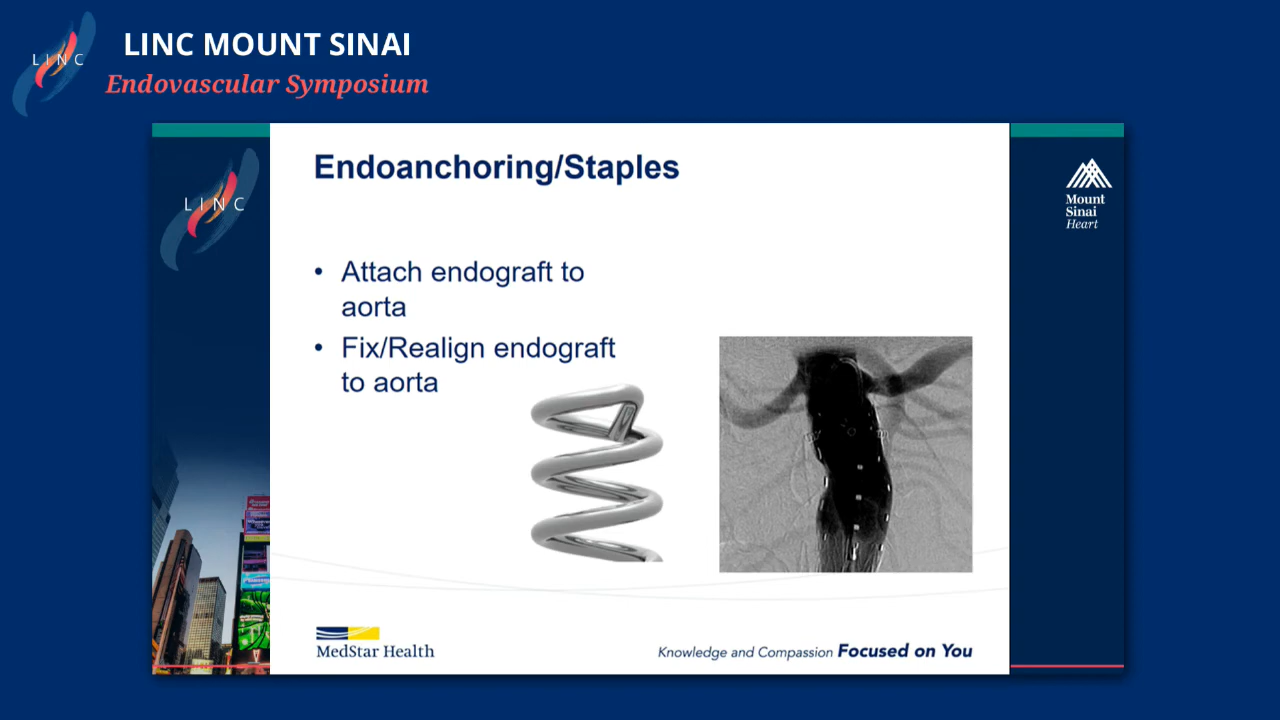 LINC
LINC MOUNT SINAI
Endovascular Symposium
LINC
Mount
Sinai
Heart
Endoanchoring/Staples
• Attach endograft to
aorta
• Fix/Realign endograft
to aorta
MedStar Health
Knowledge and Compassion Focused on You